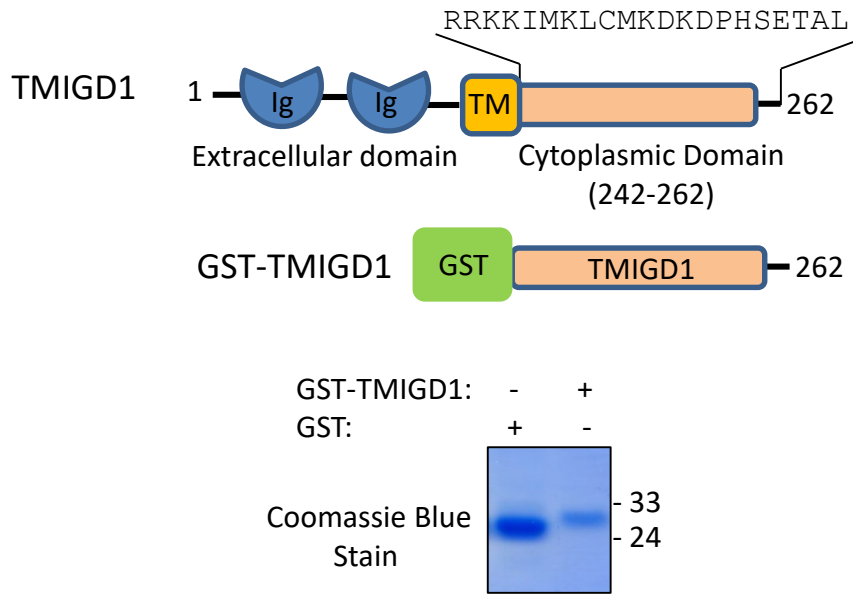 RRKKIMKLCMKDKDPHSETAL
TMIGD1 1 Ig Ig TM 262
Extracellular domain Cytoplasmic Domain
(242-262)
GST-TMIGD1 GST TMIGD1 262
GST-TMIGD1: - +
GST: + -
- 33
Coomassie Blue
- 24
Stain